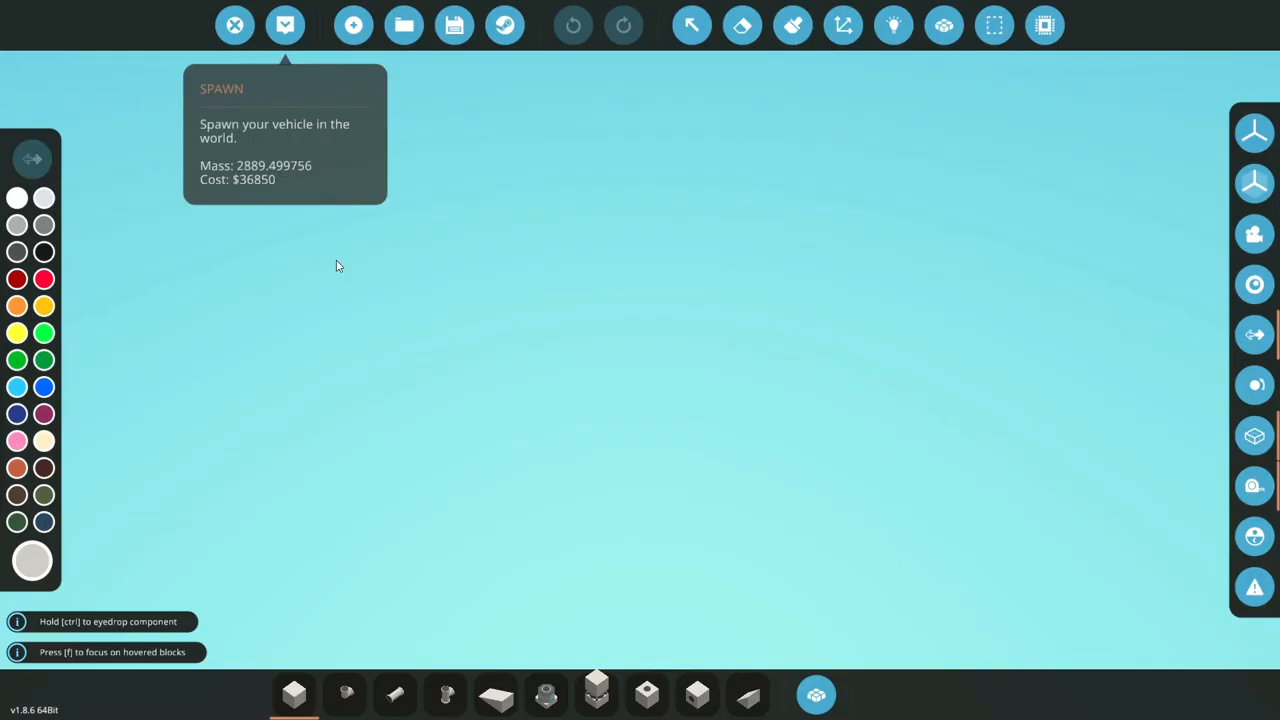 SPAWN
Spawn your vehicle in the
world.
Mass: 2889.499756
Cost: $36850
Hold [ctrl] to eyedrop component
Press [f] to focus on hovered blocks
v1.8.6 64Bit